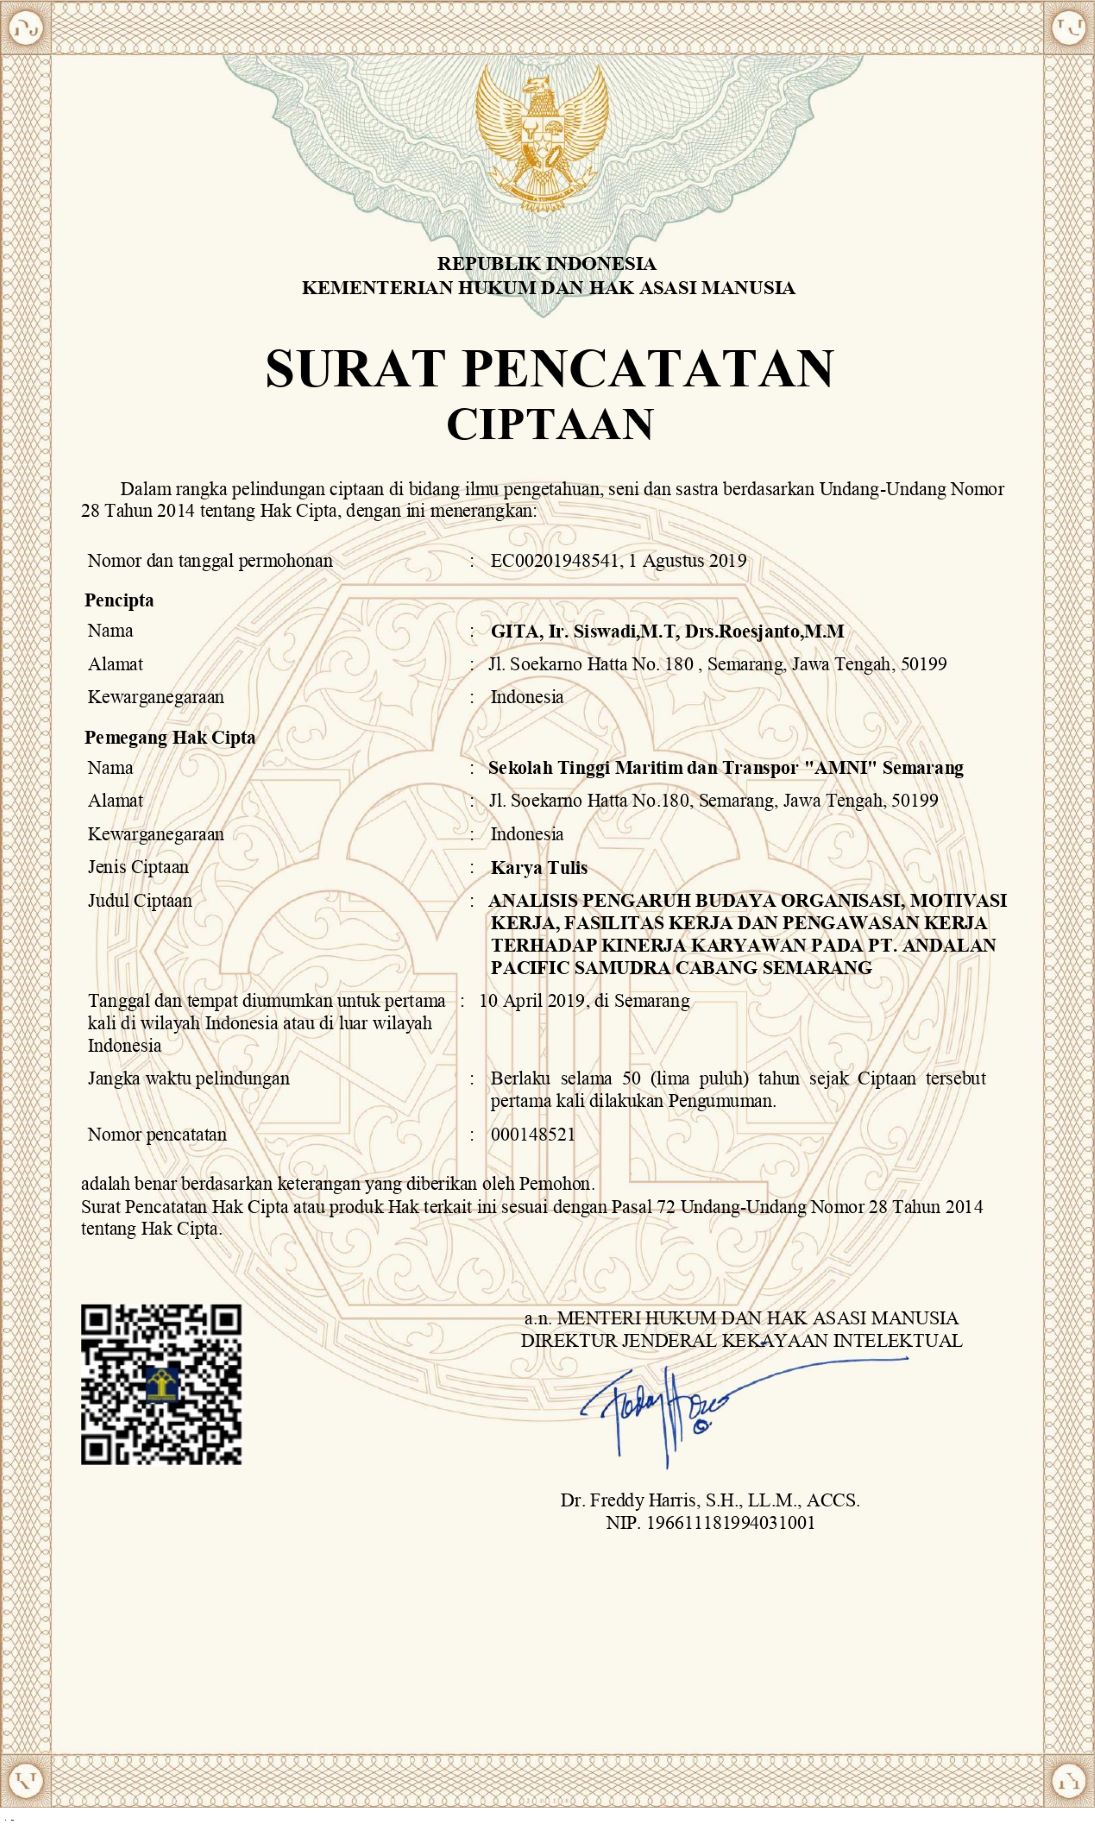 REPUBLIK INDONESIA
KEMENTERIAN HUKUM DAN HAK ASASI MANUSIA
SURAT PENCATATAN
CIPTAAN
Dalam rangka pelindungan ciptaan di bidang ilmu pengetahuan, seni dan sastra berdasarkan Undang-Undang Nomor
28 Tahun 2014 tentang Hak Cipta, dengan ini menerangkan:
Nomor dan tanggal permohonan : EC00201948541, 1 Agustus 2019
Pencipta
Nama : GITA, Ir. Siswadi,M.T, Drs.Roesjanto,M.M
Alamat : Jl. Soekarno Hatta No. 180 , Semarang, Jawa Tengah, 50199
Kewarganegaraan : Indonesia
Pemegang Hak Cipta
Nama : Sekolah Tinggi Maritim dan Transpor "AMNI" Semarang
Alamat : Jl. Soekarno Hatta No.180, Semarang, Jawa Tengah, 50199
Kewarganegaraan : Indonesia
Jenis Ciptaan : Karya Tulis
Judul Ciptaan : ANALISIS PENGARUH BUDAYA ORGANISASI, MOTIVASI
KERJA, FASILITAS KERJA DAN PENGAWASAN KERJA
TERHADAP KINERJA KARYAWAN PADA PT. ANDALAN
PACIFIC SAMUDRA CABANG SEMARANG
Tanggal dan tempat diumumkan untuk pertama : 10 April 2019, di Semarang
kali di wilayah Indonesia atau di luar wilayah
Indonesia
Jangka waktu pelindungan : Berlaku selama 50 (lima puluh) tahun sejak Ciptaan tersebut
pertama kali dilakukan Pengumuman.
Nomor pencatatan : 000148521
adalah benar berdasarkan keterangan yang diberikan oleh Pemohon.
Surat Pencatatan Hak Cipta atau produk Hak terkait ini sesuai dengan Pasal 72 Undang-Undang Nomor 28 Tahun 2014
tentang Hak Cipta.
a.n. MENTERI HUKUM DAN HAK ASASI MANUSIA
DIREKTUR JENDERAL KEKAYAAN INTELEKTUAL
Dr. Freddy Harris, S.H., LL.M., ACCS.
NIP. 196611181994031001